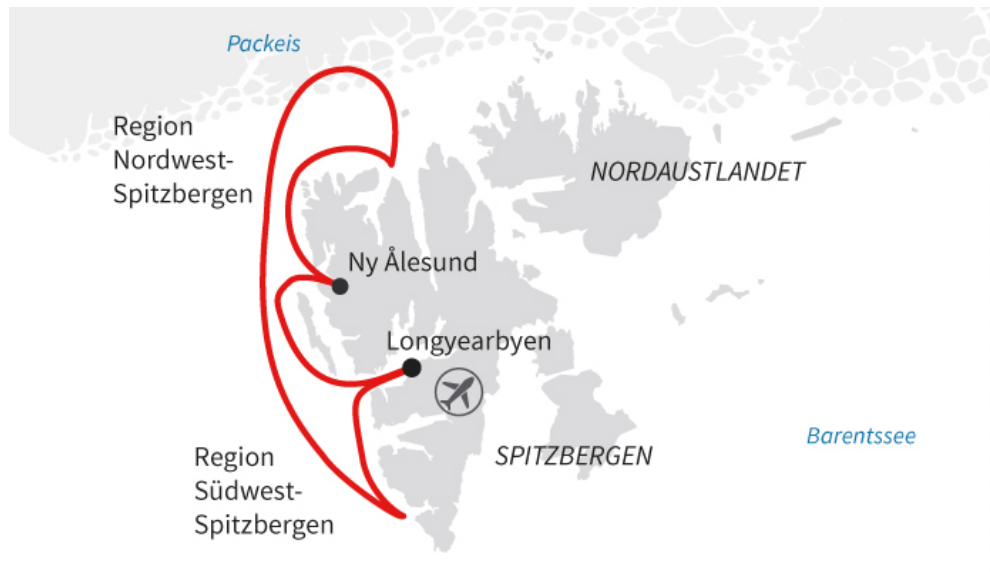 Packeis
Region
Nordwest-
Spitzbergen
NORDAUSTLANDET
Ny Ålesund
Longyearbyen
Barentssee
SPITZBERGEN
Region
Südwest-
Spitzbergen